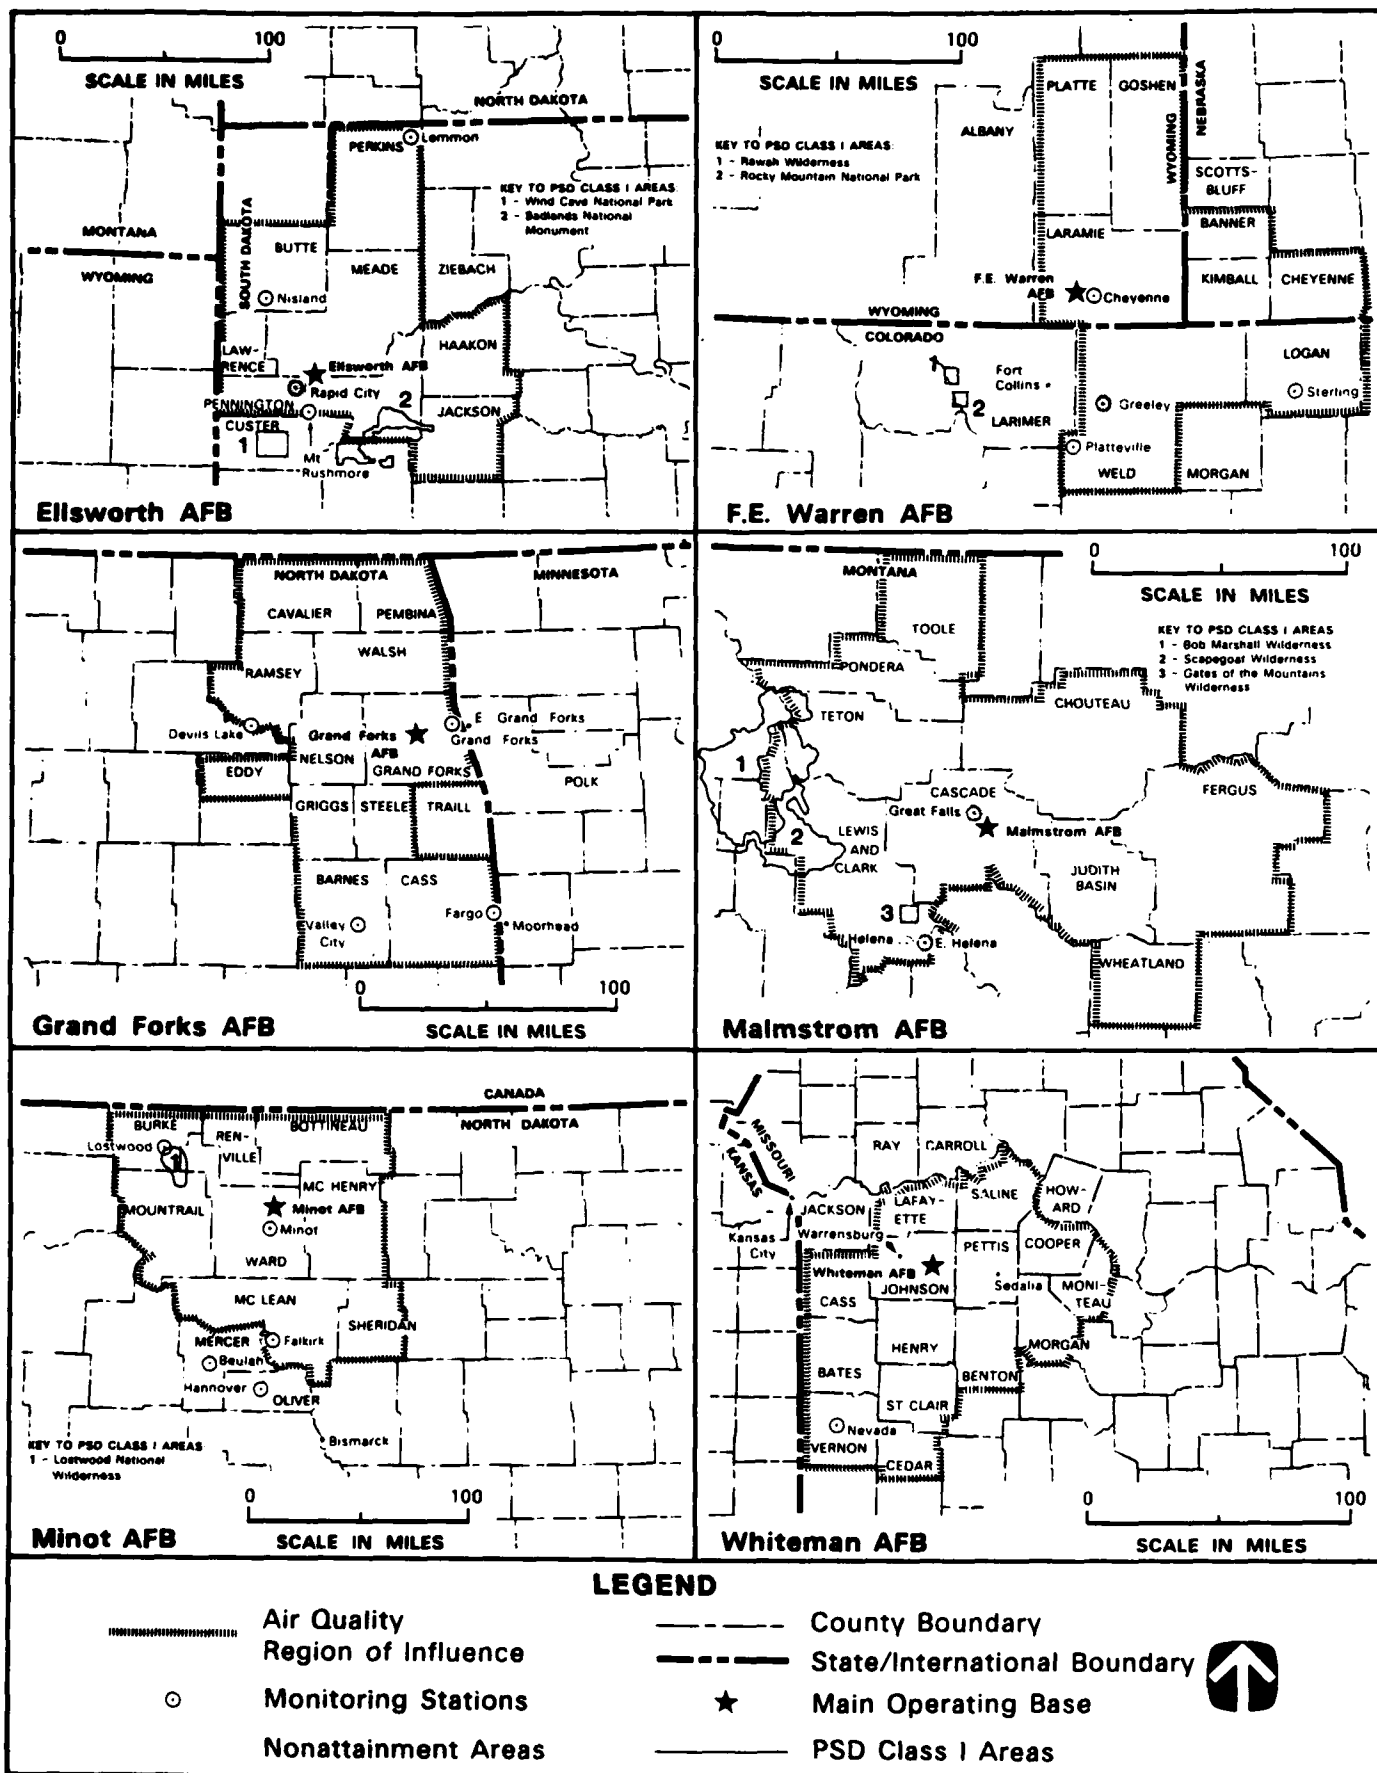 0 100
SCALE IN MILES
NORTH DAKOTA
PERKINS
Lemmon
KEY TO PSD CLASS I AREAS:
1 - Wind Cave National Park
2 - Badlands National
Monument
MONTANA
WYOMING
SOUTH DAKOTA
BUTTE
MEADE
ZIEBACH
Nisland
HAAKON
LAW-
RENCE
Ellsworth AFB
Rapid City
PENNINGTON
2
JACKSON
CUSTER
1
Mt
Rushmore
Ellsworth AFB
0 100
SCALE IN MILES
PLATTE
GOSHEN
NEBRASKA
WYOMING
ALBANY
KEY TO PSD CLASS I AREAS:
1 - Rawah Wilderness
2 - Rocky Mountain National Park
SCOTTS-
BLUFF
BANNER
LARAMIE
KIMBALL
CHEYENNE
F.E. Warren
AFB
Cheyenne
WYOMING
COLORADO
LOGAN
1
Fort
Collins
Sterling
2
Greeley
LARIMER
Platteville
WELD
MORGAN
F.E. Warren AFB
NORTH DAKOTA
MINNESOTA
CAVALIER
PEMBINA
WALSH
RAMSEY
E Grand Forks
Devils Lake
Grand Forks
AFB
Grand Forks
NELSON
EDDY
GRAND FORKS
POLK
GRIGGS
STEELE
TRAILL
BARNES
CASS
Fargo
Moorhead
Valley
City
0 100
SCALE IN MILES
Grand Forks AFB
0 100
SCALE IN MILES
MONTANA
TOOLE
KEY TO PSD CLASS I AREAS
1 - Bob Marshall Wilderness
2 - Scapegoat Wilderness
3 - Gates of the Mountains
Wilderness
PONDERA
CHOUTEAU
TETON
1
CASCADE
FERGUS
Great Falls
Malmstrom AFB
2
LEWIS
AND
CLARK
JUDITH
BASIN
3
Helena
E. Helena
WHEATLAND
Malmstrom AFB
CANADA
NORTH DAKOTA
BURKE
REN-
VILLE
BOTTINEAU
Lostwood
1
MC HENRY
MOUNTRAIL
Minot AFB
Minot
WARD
MC LEAN
SHERIDAN
MERCER
Falkirk
Beulah
Hannover
OLIVER
Bismarck
KEY TO PSD CLASS I AREAS
1 - Lostwood National
Wilderness
0 100
SCALE IN MILES
Minot AFB
MISSOURI
KANSAS
RAY
CARROLL
SALINE
HOW-
ARD
JACKSON
LAFAY-
ETTE
Kansas
City
Warrensburg
PETTIS
COOPER
Whiteman AFB
JOHNSON
Sedalia
MONI-
TEAU
CASS
HENRY
MORGAN
BATES
BENTON
ST CLAIR
Nevada
VERNON
CEDAR
0 100
SCALE IN MILES
Whiteman AFB
LEGEND
Air Quality
Region of Influence
Monitoring Stations
Nonattainment Areas
County Boundary
State/International Boundary
Main Operating Base
PSD Class I Areas